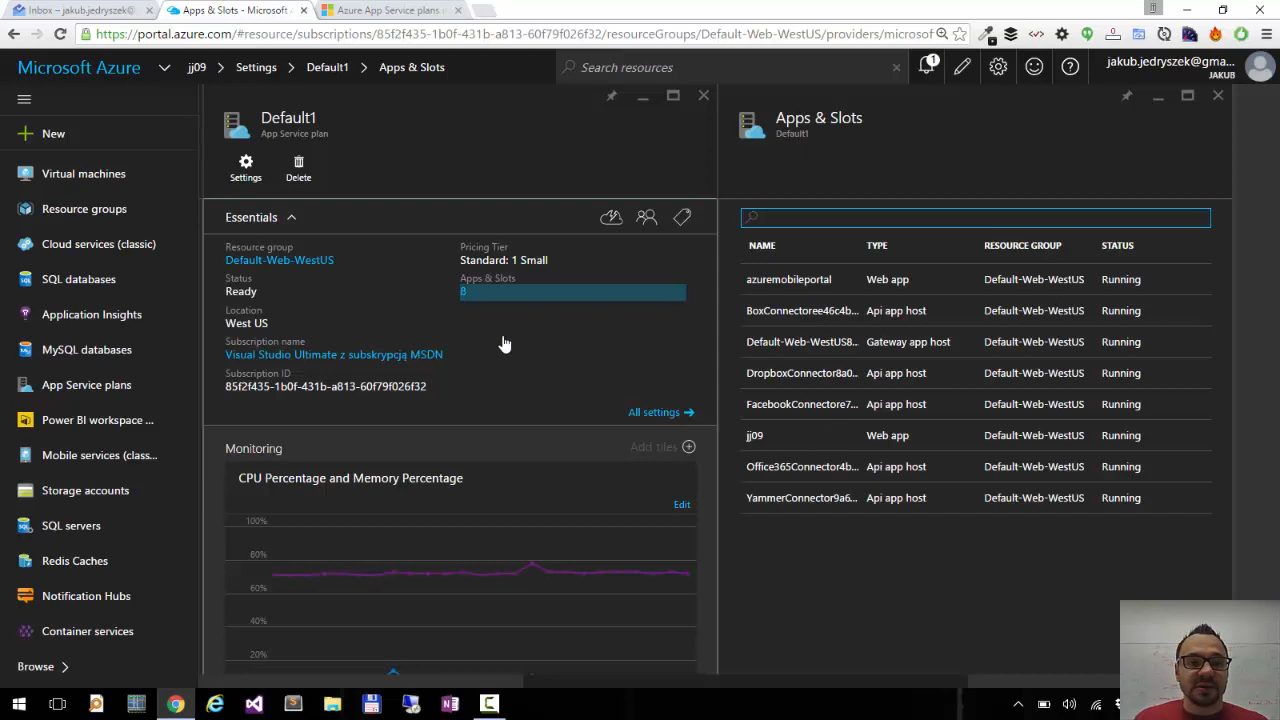 Inbox – jakub.jedryszek@
Apps & Slots - Microsoft A
Azure App Service plans
https://portal.azure.com/#resource/subscriptions/85f2f435-1b0f-431b-a813-60f79f026f32/resourceGroups/Default-Web-WestUS/providers/microsof
Microsoft Azure
jj09 > Settings > Default1 > Apps & Slots
Search resources
1
jakub.jedryszek@gma...
JAKUB
New
Virtual machines
Resource groups
Cloud services (classic)
SQL databases
Application Insights
MySQL databases
App Service plans
Power BI workspace ...
Mobile services (class...
Storage accounts
SQL servers
Redis Caches
Notification Hubs
Container services
Browse >
Default1
App Service plan
Settings
Delete
Essentials
Resource group
Default-Web-WestUS
Status
Ready
Location
West US
Subscription name
Visual Studio Ultimate z subskrypcją MSDN
Subscription ID
85f2f435-1b0f-431b-a813-60f79f026f32
Pricing Tier
Standard: 1 Small
Apps & Slots
8
All settings →
Monitoring
Add tiles
CPU Percentage and Memory Percentage
Edit
100%
80%
60%
40%
20%
Apps & Slots
Default1
NAME TYPE RESOURCE GROUP STATUS
azuremobileportal Web app Default-Web-WestUS Running
BoxConnectoree46c4b... Api app host Default-Web-WestUS Running
Default-Web-WestUS8... Gateway app host Default-Web-WestUS Running
DropboxConnector8a0... Api app host Default-Web-WestUS Running
FacebookConnectore7... Api app host Default-Web-WestUS Running
jj09 Web app Default-Web-WestUS Running
Office365Connector4b... Api app host Default-Web-WestUS Running
YammerConnector9a6... Api app host Default-Web-WestUS Running